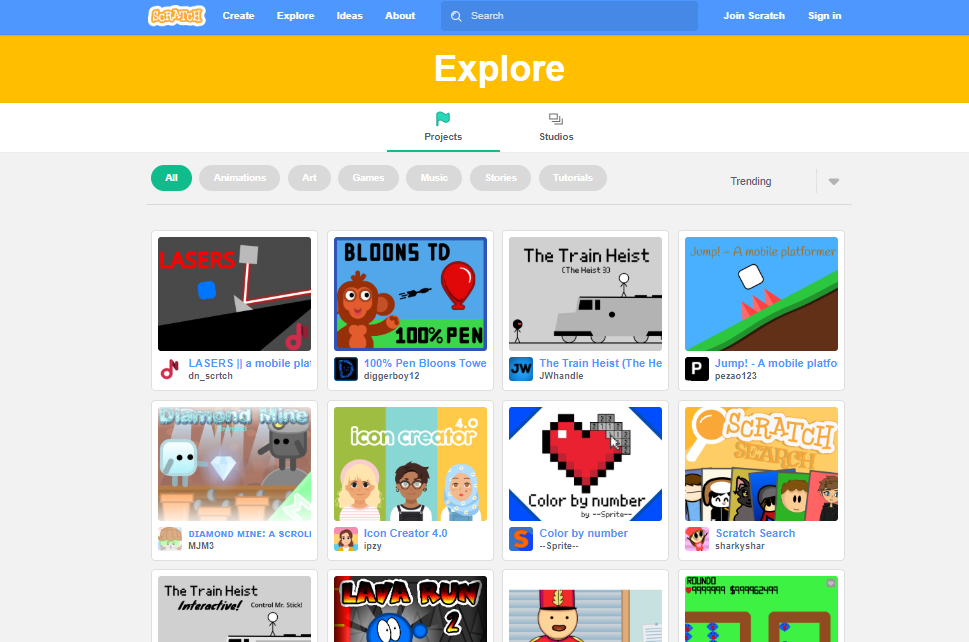 SCRATCH Create Explore Ideas About Search Join Scratch Sign in
Explore
Projects Studios
All Animations Art Games Music Stories Tutorials Trending
LASERS
BLOONS TD
100% PEN
The Train Heist
(The Heist 3)
Jump! - A mobile platformer
LASERS || a mobile plat
dn_scrtch
100% Pen Bloons Towe
diggerboy12
JW
The Train Heist (The He
JWhandle
P
Jump! - A mobile platfo
pezao123
Diamond Mine
icon creator 4.0
Color by number
by --Sprite--
SCRATCH
SEARCH
DIAMOND MINE: A SCROLL
MJM3
Icon Creator 4.0
ipzy
S
Color by number
--Sprite--
Scratch Search
sharkyshar
The Train Heist
Interactive! Control Mr. Stick!
LAVA RUN
2